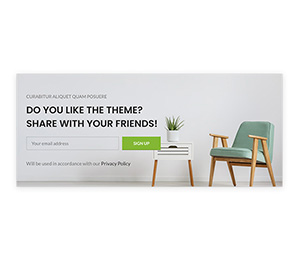 CURABITUR ALIQUET QUAM POSUERE
DO YOU LIKE THE THEME?
SHARE WITH YOUR FRIENDS!
Your email address
SIGN UP
Will be used in accordance with our Privacy Policy